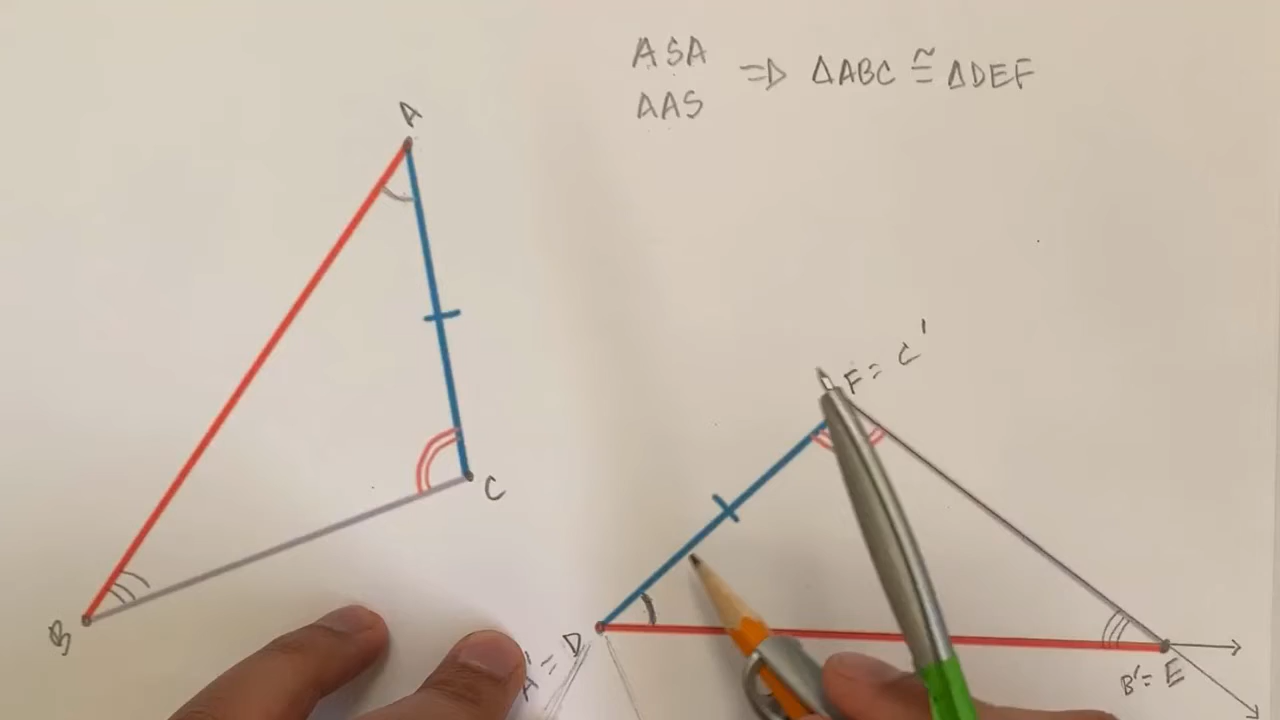 ASA
AAS
⇒ ΔABC ≅ ΔDEF
A
B
C
F = C'
A' = D
B' = E